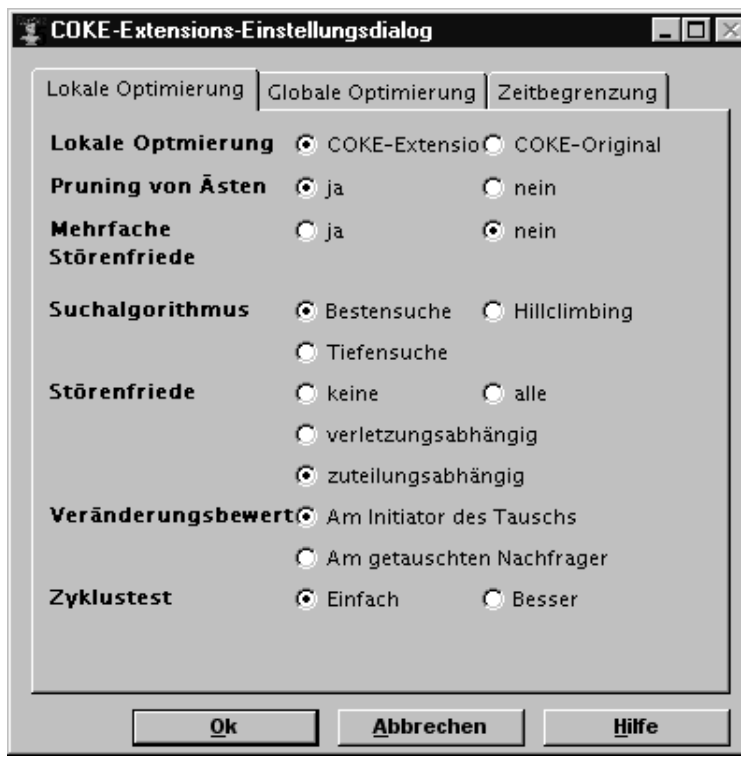 COKE-Extensions-Einstellungsdialog
Lokale Optimierung Globale Optimierung Zeitbegrenzung
Lokale Optmierung COKE-Extensio COKE-Original
Pruning von Ästen ja nein
Mehrfache Störenfriede ja nein
Suchalgorithmus Bestensuche Hillclimbing
Tiefensuche
Störenfriede keine alle
verletzungsabhängig
zuteilungsabhängig
Veränderungsbewert Am Initiator des Tauschs
Am getauschten Nachfrager
Zyklustest Einfach Besser
Ok Abbrechen Hilfe